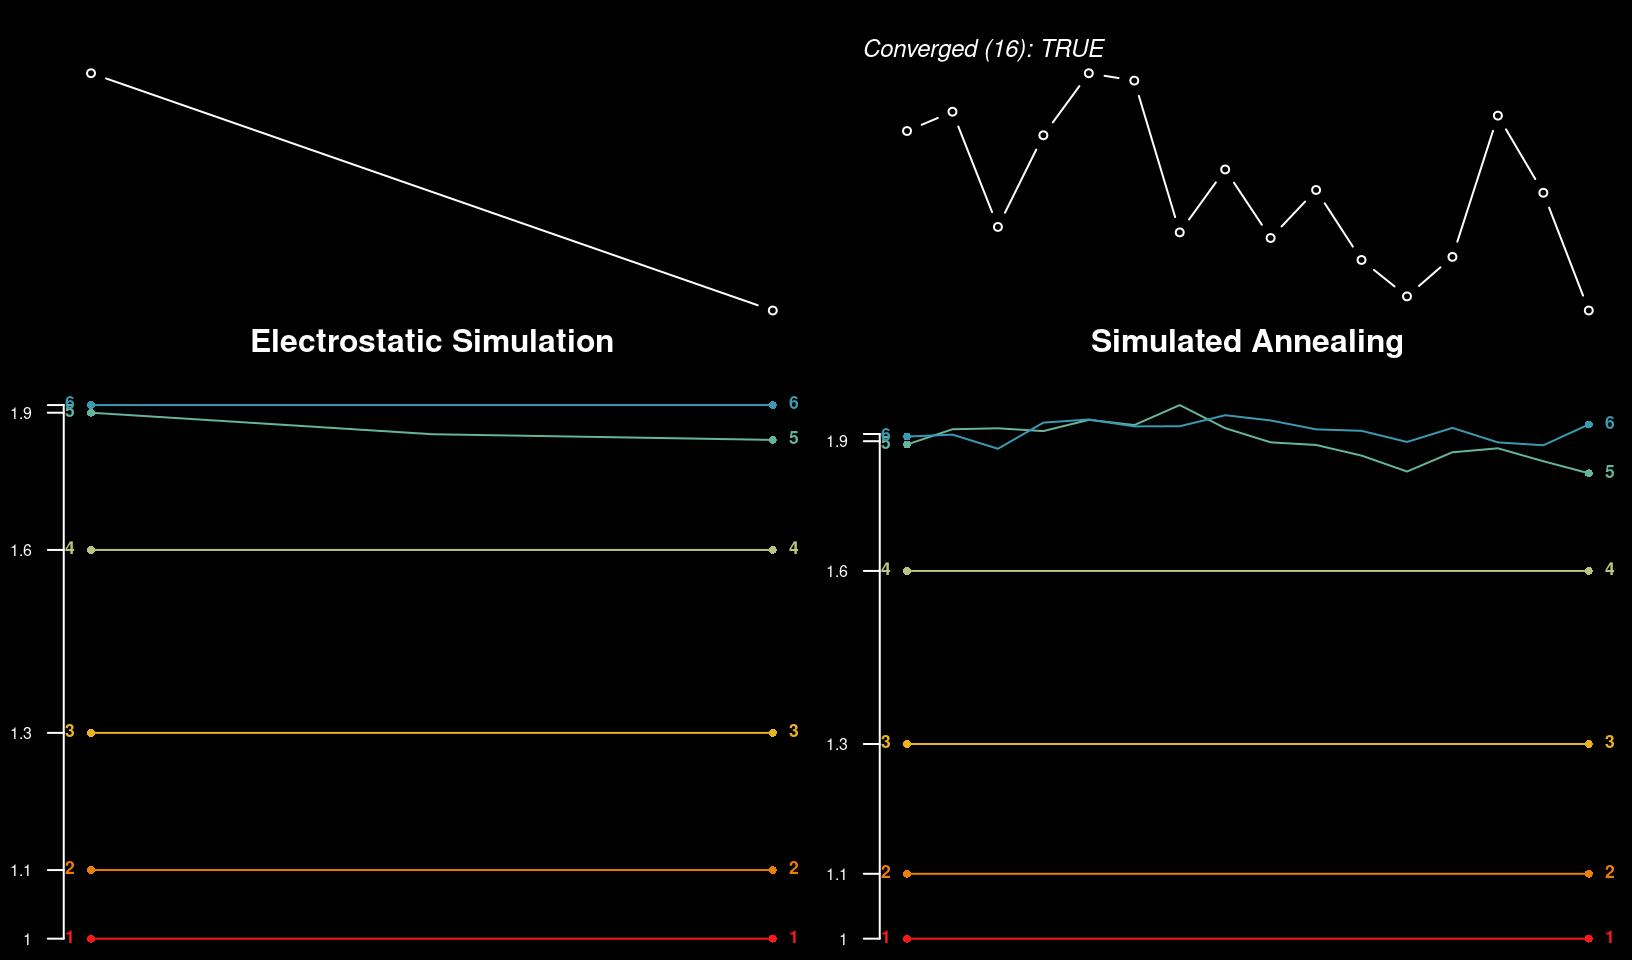 Converged (16): TRUE
Electrostatic Simulation
Simulated Annealing
6 6
1.9 5 5
1.6 4 4
1.3 3 3
1.1 2 2
1 1 1
6 6
1.9 5 5
1.6 4 4
1.3 3 3
1.1 2 2
1 1 1